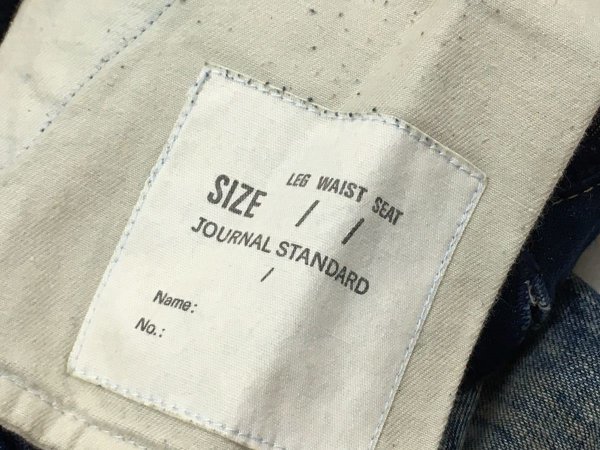 LEG WAIST SEAT
SIZE / /
JOURNAL STANDARD
/
Name:
No.: